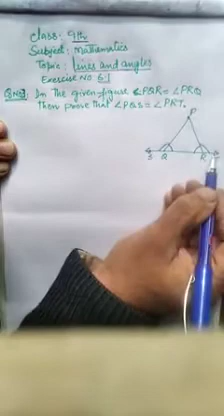 Class: 9th
Subject: Mathematics
Topic: Lines and angles
Exercise No. 6.1
Q.No3: In the given figure ∠PQR = ∠PRQ
then prove that ∠PQS = ∠PRT.
P
S Q R